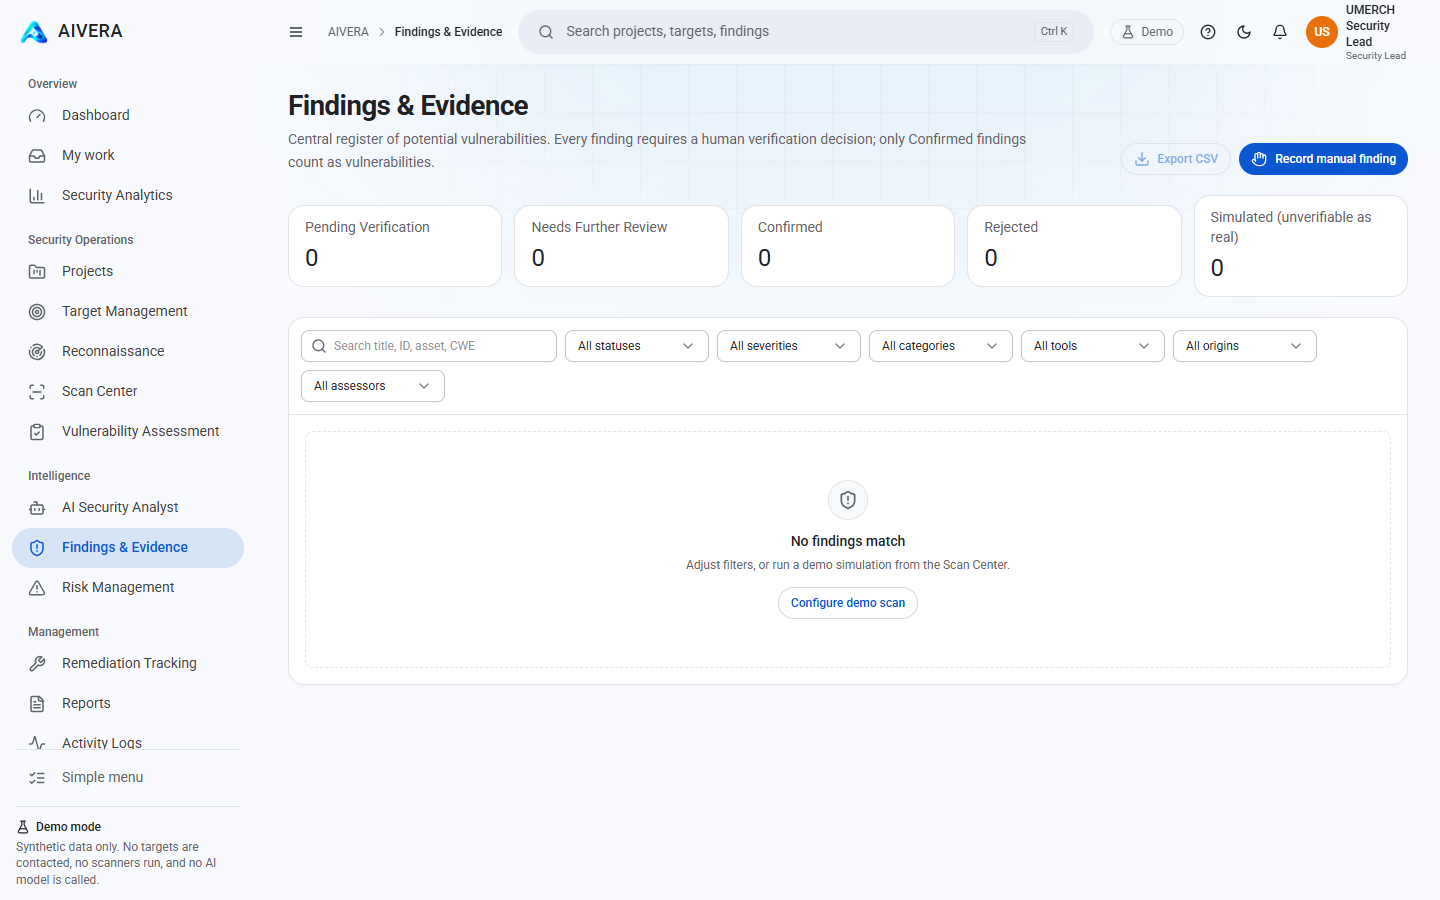 AIVERA
AIVERA > Findings & Evidence
Search projects, targets, findings
Ctrl K
Demo
US
UMERCH
Security
Lead
Security Lead
Overview
Dashboard
My work
Security Analytics
Security Operations
Projects
Target Management
Reconnaissance
Scan Center
Vulnerability Assessment
Intelligence
AI Security Analyst
Findings & Evidence
Risk Management
Management
Remediation Tracking
Reports
Activity Logs
Simple menu
Demo mode
Synthetic data only. No targets are
contacted, no scanners run, and no AI
model is called.
Findings & Evidence
Central register of potential vulnerabilities. Every finding requires a human verification decision; only Confirmed findings
count as vulnerabilities.
Export CSV
Record manual finding
Pending Verification
0
Needs Further Review
0
Confirmed
0
Rejected
0
Simulated (unverifiable as
real)
0
Search title, ID, asset, CWE
All statuses
All severities
All categories
All tools
All origins
All assessors
No findings match
Adjust filters, or run a demo simulation from the Scan Center.
Configure demo scan